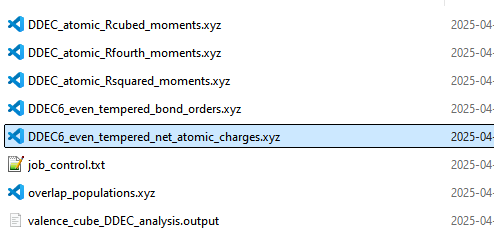 DDEC_atomic_Rcubed_moments.xyz 2025-04-
DDEC_atomic_Rfourth_moments.xyz 2025-04-
DDEC_atomic_Rsquared_moments.xyz 2025-04-
DDEC6_even_tempered_bond_orders.xyz 2025-04-
DDEC6_even_tempered_net_atomic_charges.xyz 2025-04-
job_control.txt 2025-04-
overlap_populations.xyz 2025-04-
valence_cube_DDEC_analysis.output 2025-04-